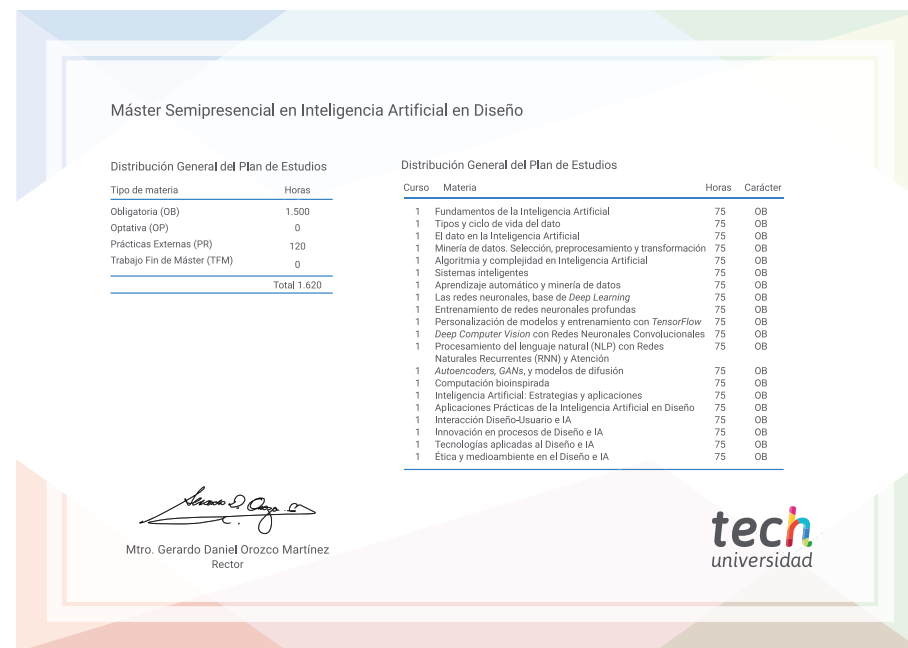 Máster Semipresencial en Inteligencia Artificial en Diseño
Distribución General del Plan de Estudios
Tipo de materia Horas
Obligatoria (OB) 1.500
Optativa (OP) 0
Prácticas Externas (PR) 120
Trabajo Fin de Máster (TFM) 0
Total 1.620
Distribución General del Plan de Estudios
Curso Materia Horas Carácter
1 Fundamentos de la Inteligencia Artificial 75 OB
1 Tipos y ciclo de vida del dato 75 OB
1 El dato en la Inteligencia Artificial 75 OB
1 Minería de datos. Selección, preprocesamiento y transformación 75 OB
1 Algoritmia y complejidad en Inteligencia Artificial 75 OB
1 Sistemas inteligentes 75 OB
1 Aprendizaje automático y minería de datos 75 OB
1 Las redes neuronales, base de Deep Learning 75 OB
1 Entrenamiento de redes neuronales profundas 75 OB
1 Personalización de modelos y entrenamiento con TensorFlow 75 OB
1 Deep Computer Vision con Redes Neuronales Convolucionales 75 OB
1 Procesamiento del lenguaje natural (NLP) con Redes 75 OB
Naturales Recurrentes (RNN) y Atención
1 Autoencoders, GANs, y modelos de difusión 75 OB
1 Computación bioinspirada 75 OB
1 Inteligencia Artificial: Estrategias y aplicaciones 75 OB
1 Aplicaciones Prácticas de la Inteligencia Artificial en Diseño 75 OB
1 Interacción Diseño-Usuario e IA 75 OB
1 Innovación en procesos de Diseño e IA 75 OB
1 Tecnologías aplicadas al Diseño e IA 75 OB
1 Ética y medioambiente en el Diseño e IA 75 OB
Mtro. Gerardo Daniel Orozco Martínez
Rector
tech
universidad